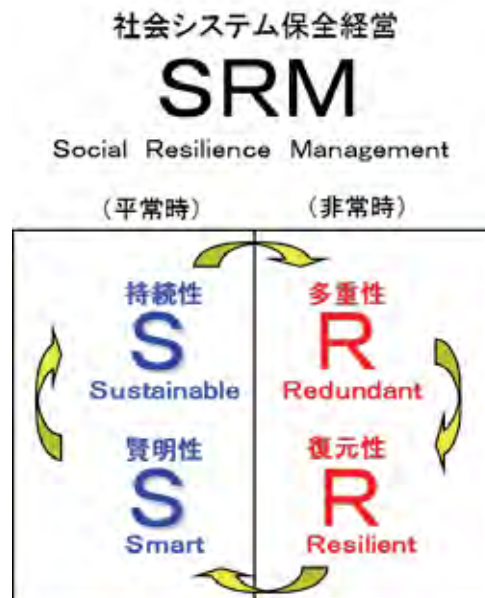 社会システム保全経営
SRM
Social Resilience Management
(平常時)
(非常時)
持続性
S
Sustainable
多重性
R
Redundant
賢明性
S
Smart
復元性
R
Resilient